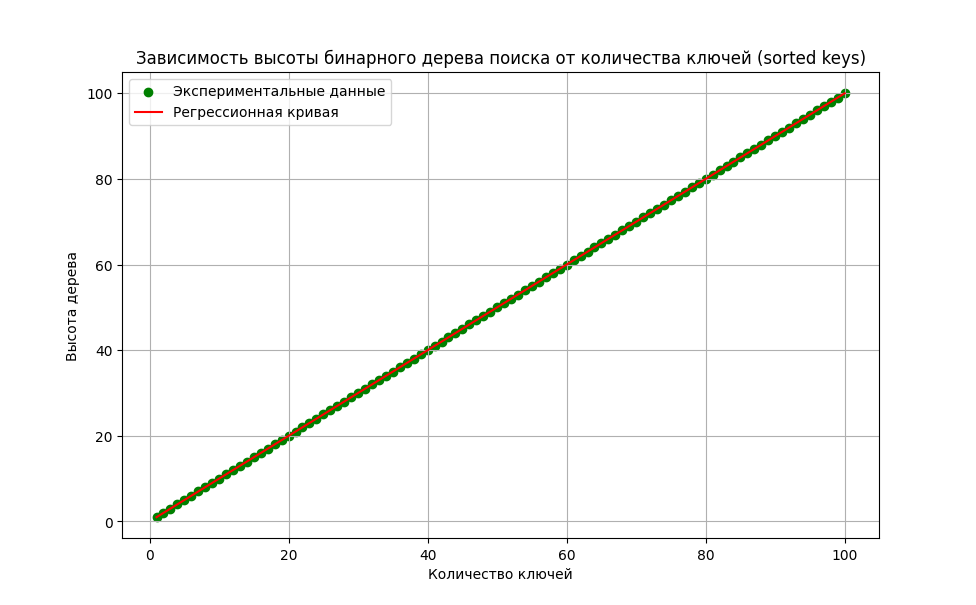 Зависимость высоты бинарного дерева поиска от количества ключей (sorted keys)
Экспериментальные данные
Регрессионная кривая
100
80
60
40
20
0
Высота дерева
0 20 40 60 80 100
Количество ключей